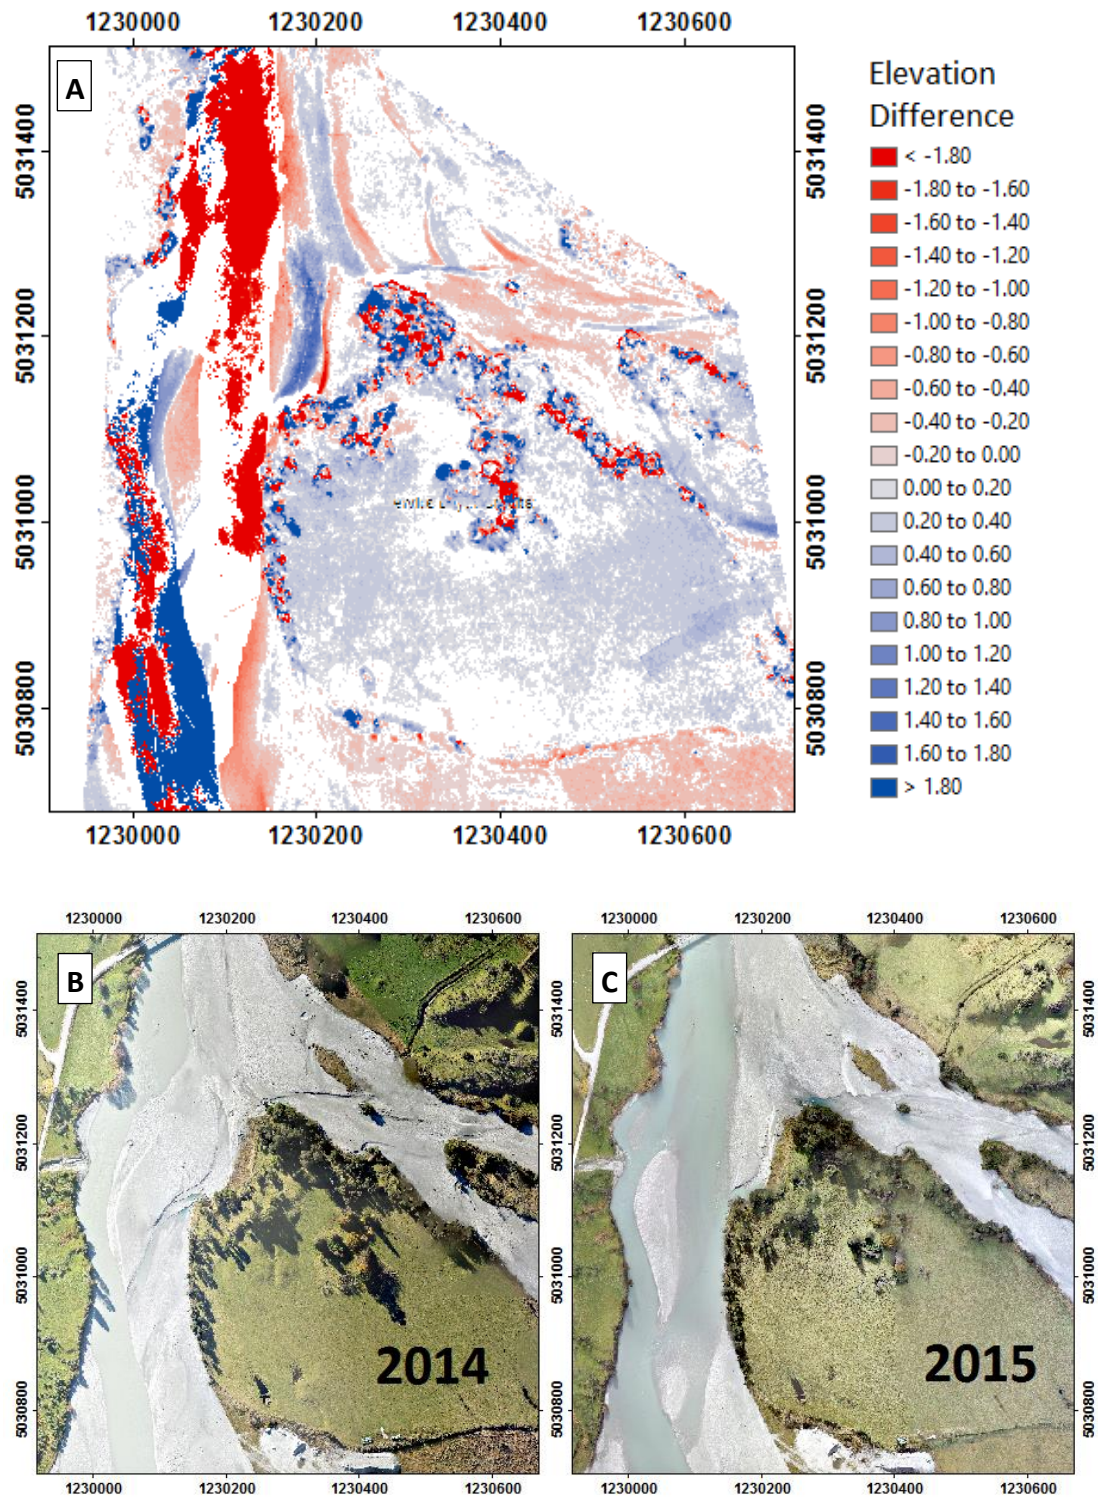 1230000 1230200 1230400 1230600
A
5031400
5031200
5031000
5030800
5031400
5031200
5031000
5030800
1230000 1230200 1230400 1230600
Elevation
Difference
< -1.80
-1.80 to -1.60
-1.60 to -1.40
-1.40 to -1.20
-1.20 to -1.00
-1.00 to -0.80
-0.80 to -0.60
-0.60 to -0.40
-0.40 to -0.20
-0.20 to 0.00
0.00 to 0.20
0.20 to 0.40
0.40 to 0.60
0.60 to 0.80
0.80 to 1.00
1.00 to 1.20
1.20 to 1.40
1.40 to 1.60
1.60 to 1.80
> 1.80
1230000 1230200 1230400 1230600
B
5031400
5031200
5031000
5030800
5031400
5031200
5031000
5030800
2014
1230000 1230200 1230400 1230600
1230000 1230200 1230400 1230600
C
2015
5031400
5031200
5031000
5030800
1230000 1230200 1230400 1230600